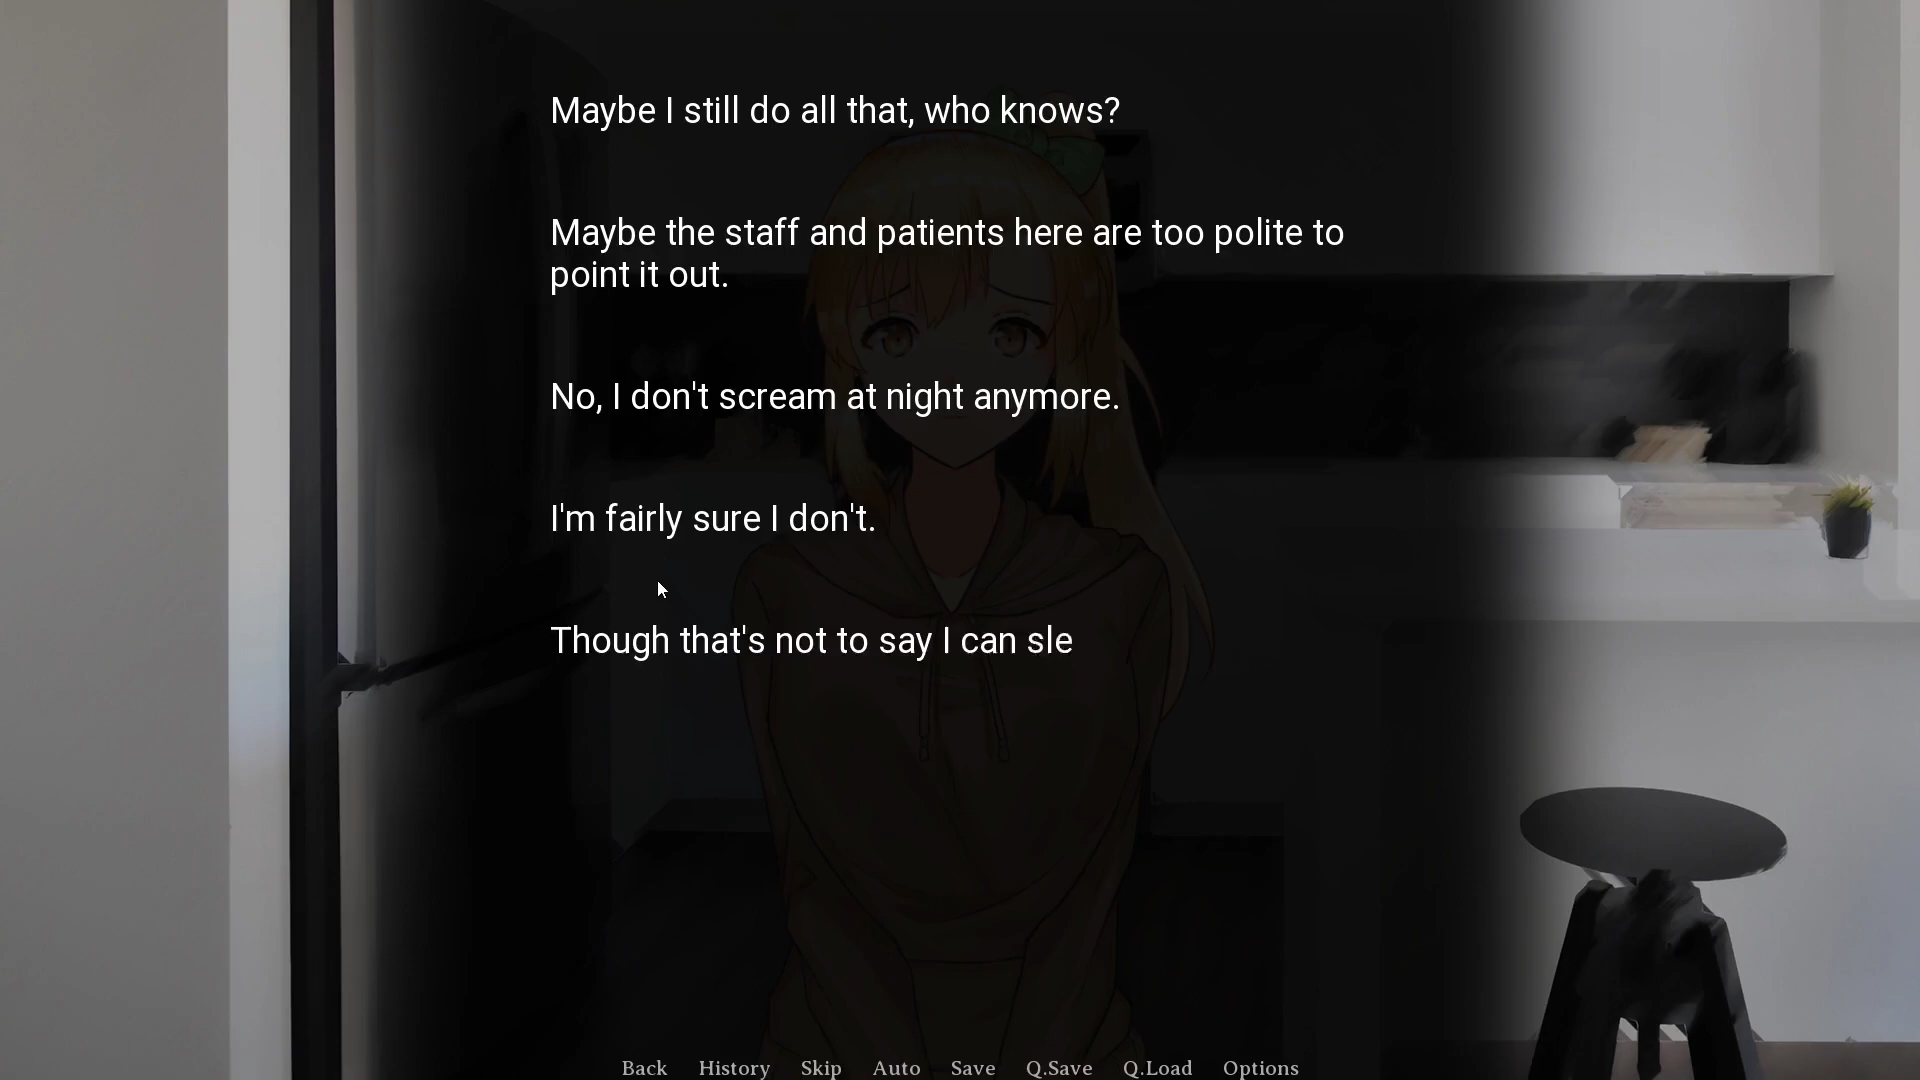 Maybe I still do all that, who knows?
Maybe the staff and patients here are too polite to
point it out.
No, I don't scream at night anymore.
I'm fairly sure I don't.
Though that's not to say I can sle
Back History Skip Auto Save Q.Save Q.Load Options